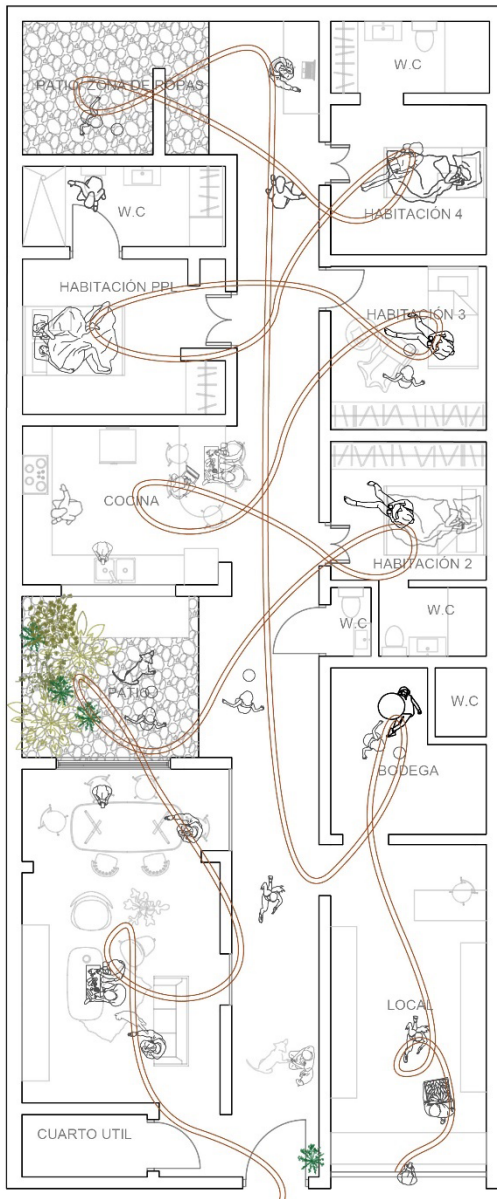 W.C
PATIO/ZONA DE ROPAS
W.C
HABITACIÓN 4
HABITACIÓN PPL
HABITACIÓN 3
COCINA
HABITACIÓN 2
W.C
W.C
W.C
PATIO
BODEGA
LOCAL
CUARTO UTIL